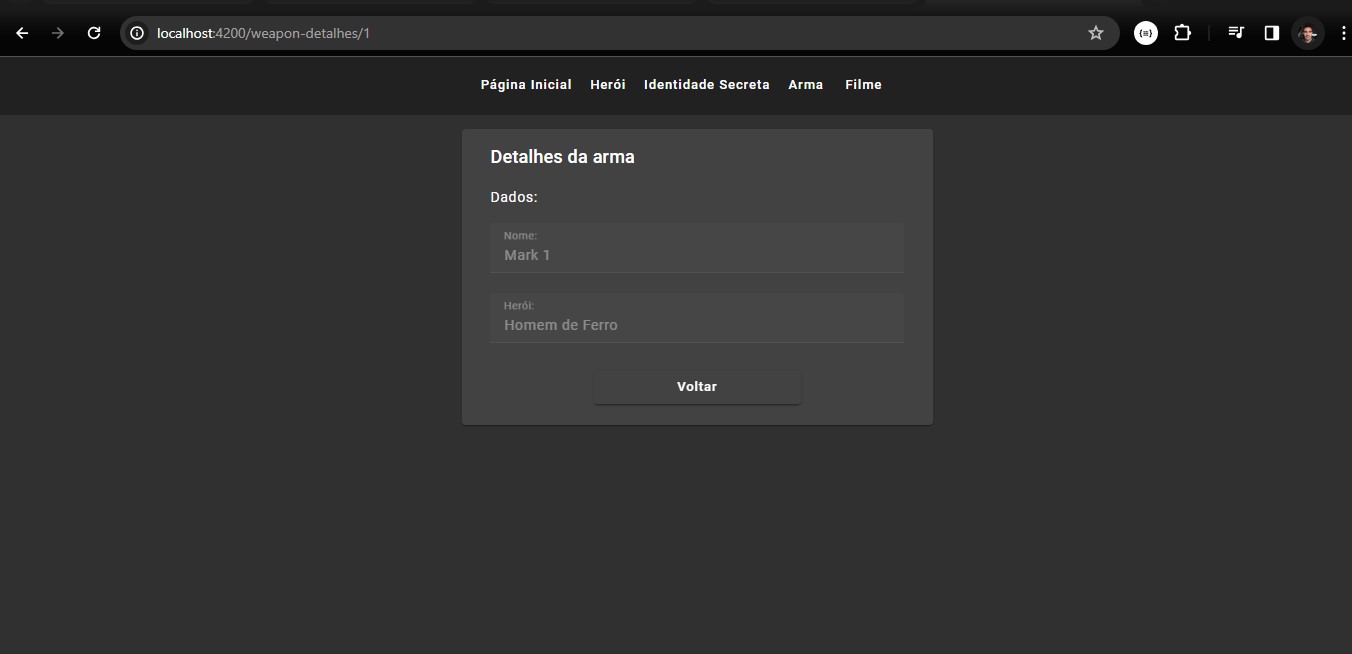 localhost:4200/weapon-detalhes/1
Página Inicial Herói Identidade Secreta Arma Filme
Detalhes da arma
Dados:
Nome:
Mark 1
Herói:
Homem de Ferro
Voltar